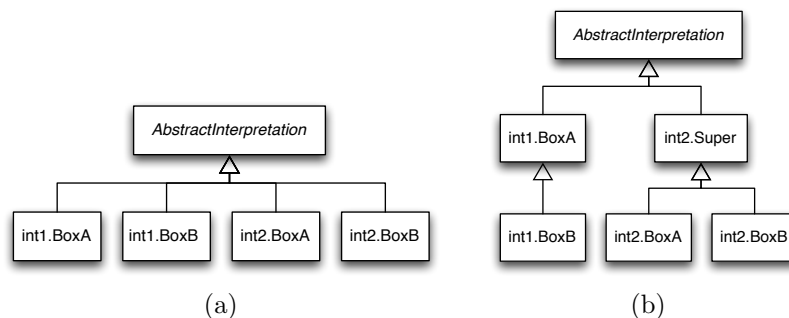 AbstractInterpretation
int1.BoxA int1.BoxB int2.BoxA int2.BoxB
(a)
AbstractInterpretation
int1.BoxA int2.Super
int1.BoxB int2.BoxA int2.BoxB
(b)